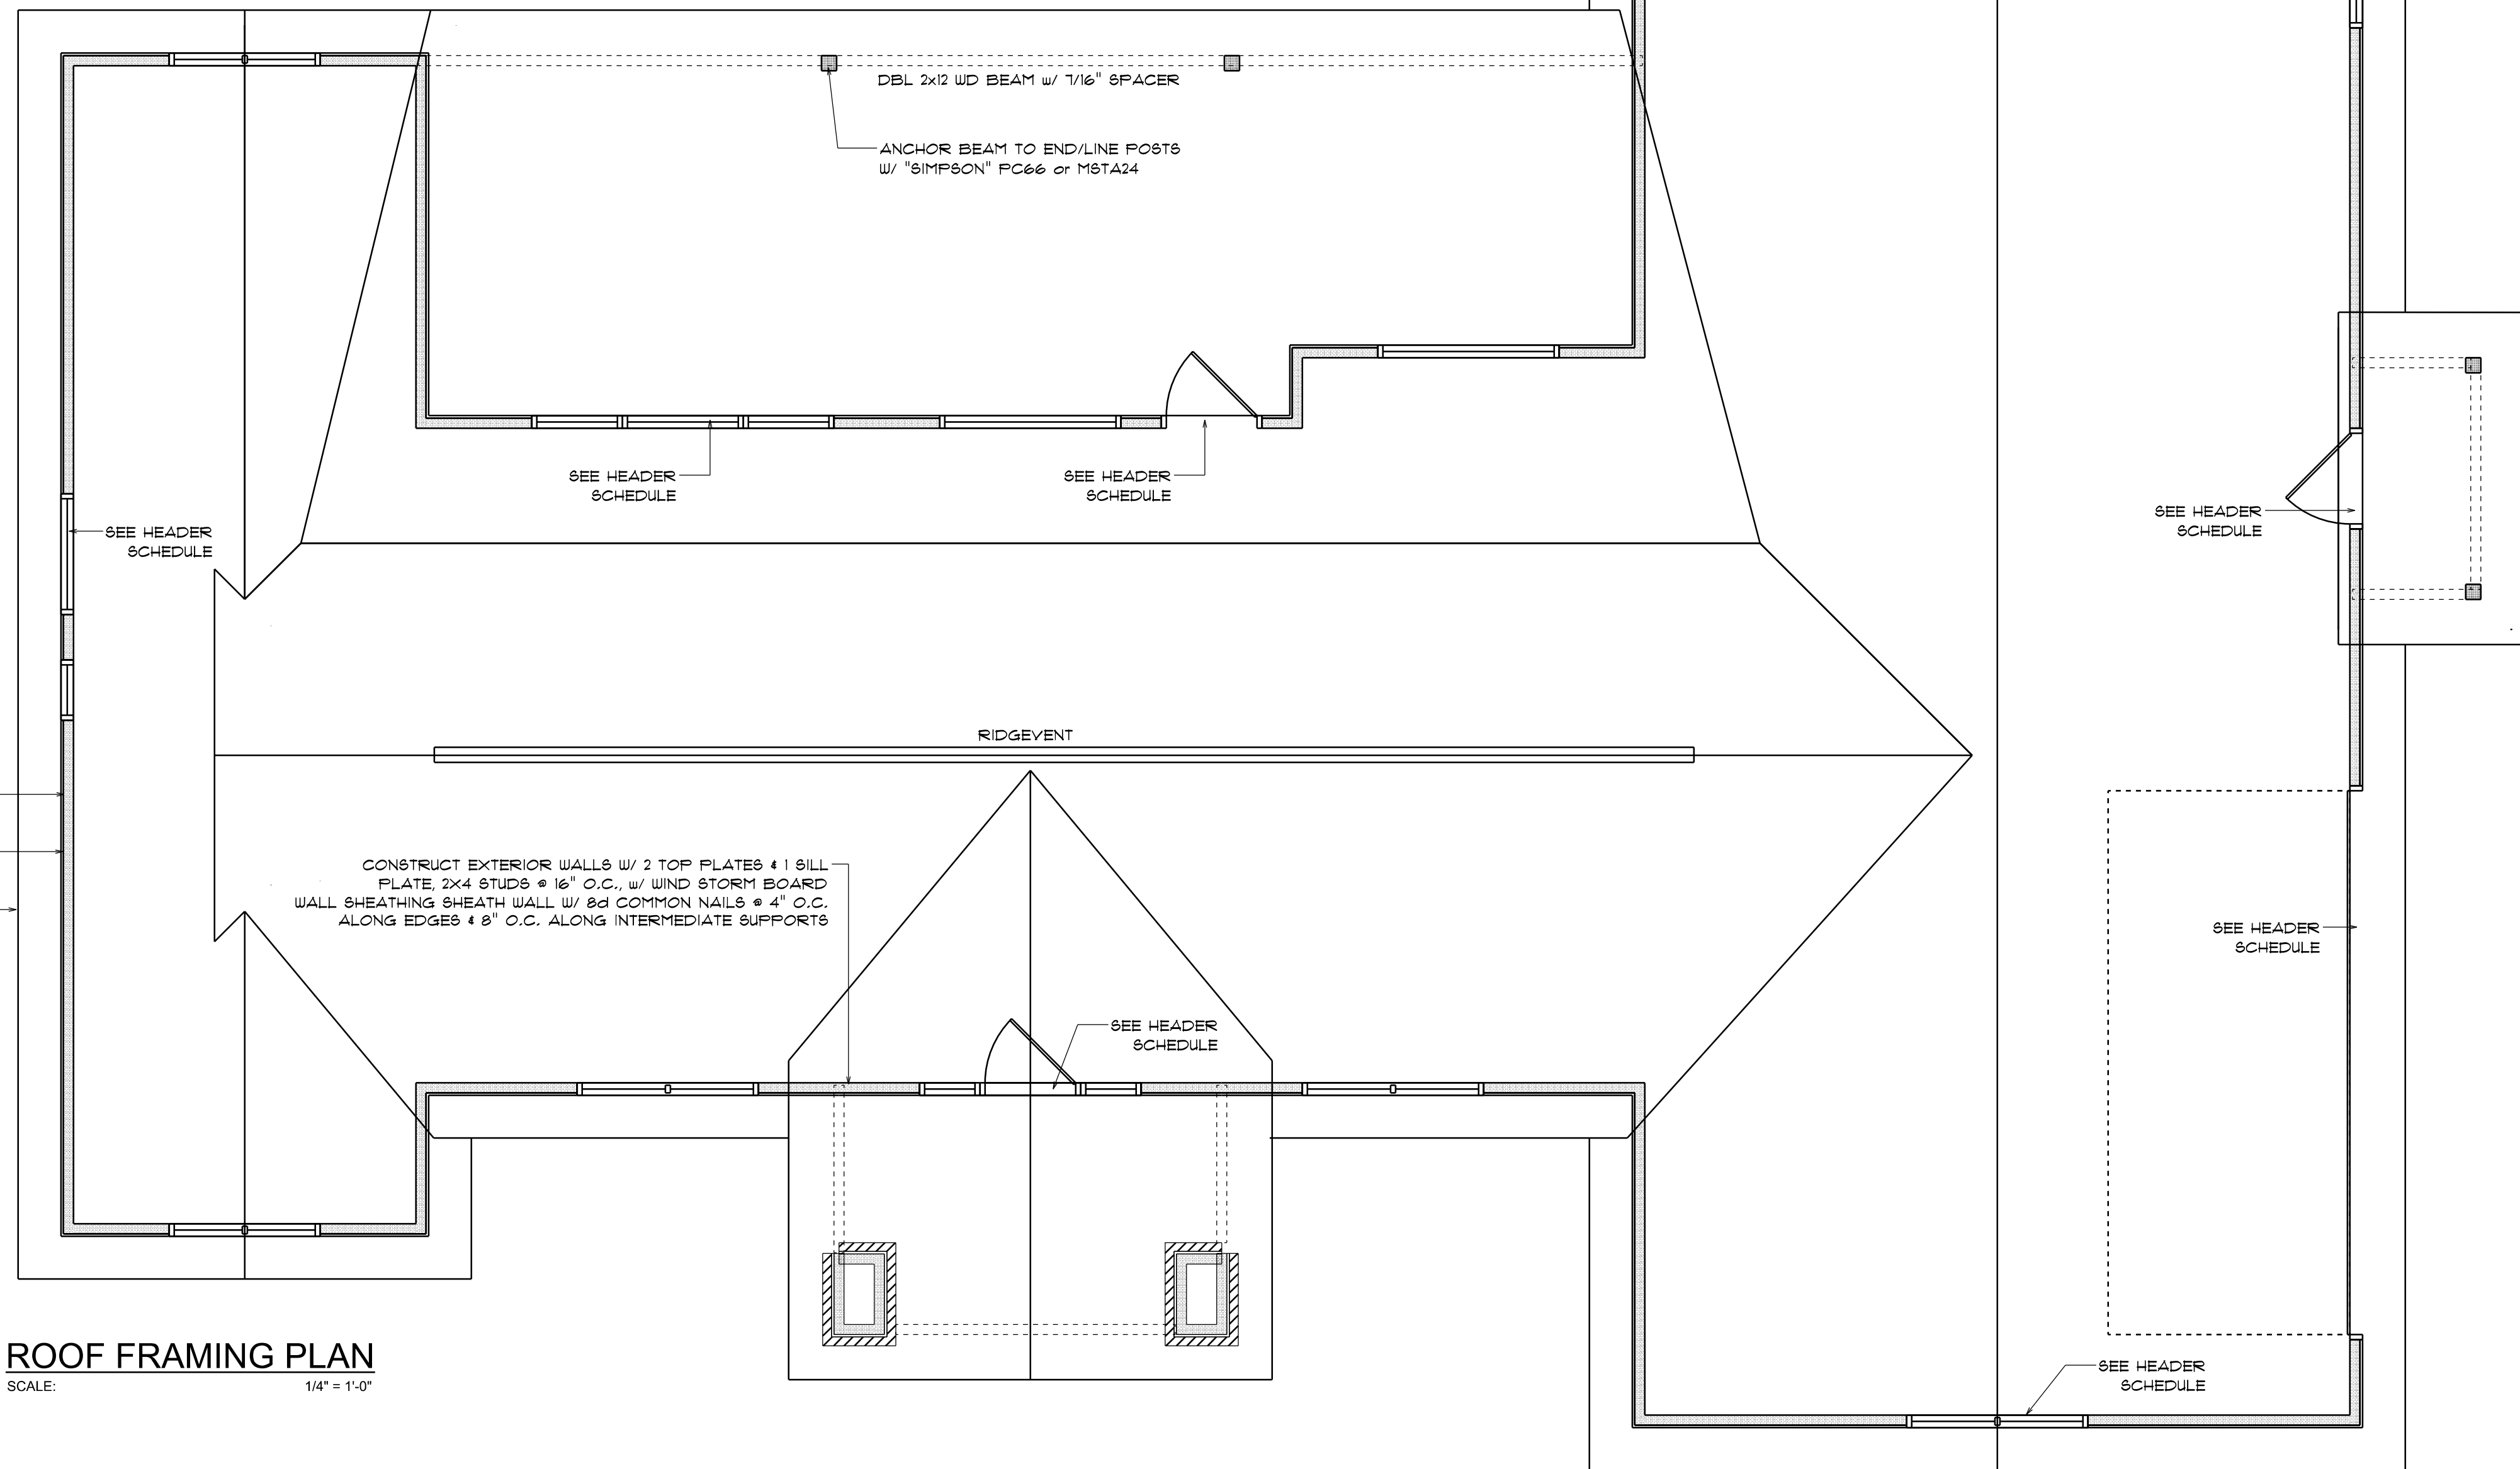 DBL 2x12 WD BEAM w/ 7/16" SPACER
ANCHOR BEAM TO END/LINE POSTS
W/ "SIMPSON" PC66 or MSTA24
SEE HEADER
SCHEDULE
SEE HEADER
SCHEDULE
SEE HEADER
SCHEDULE
SEE HEADER
SCHEDULE
RIDGEVENT
CONSTRUCT EXTERIOR WALLS W/ 2 TOP PLATES & 1 SILL
PLATE, 2X4 STUDS @ 16" O.C., w/ WIND STORM BOARD
WALL SHEATHING SHEATH WALL W/ 8d COMMON NAILS @ 4" O.C.
ALONG EDGES & 8" O.C. ALONG INTERMEDIATE SUPPORTS
SEE HEADER
SCHEDULE
SEE HEADER
SCHEDULE
SEE HEADER
SCHEDULE
ROOF FRAMING PLAN
SCALE: 1/4" = 1'-0"